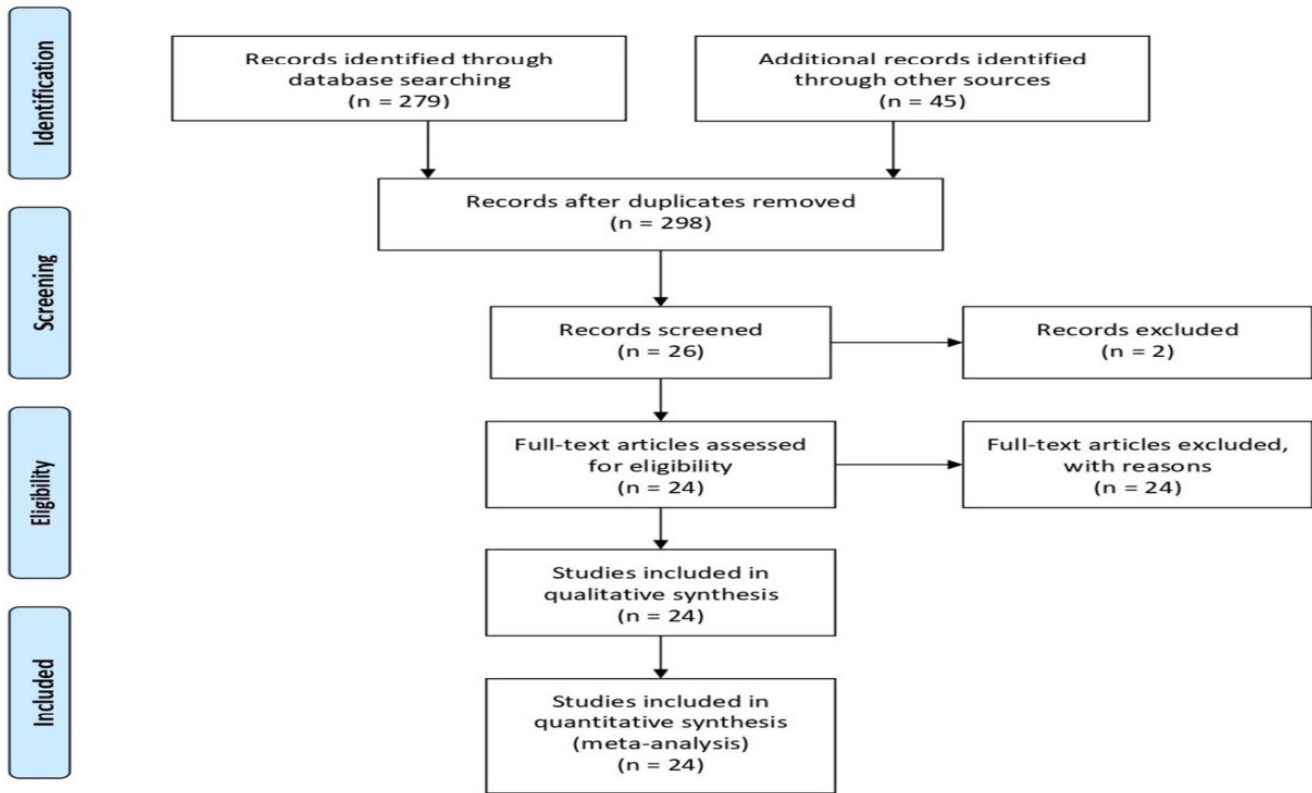 Identification
Records identified through
database searching
(n = 279)
Additional records identified
through other sources
(n = 45)
Records after duplicates removed
(n = 298)
Screening
Records screened
(n = 26)
Records excluded
(n = 2)
Eligibility
Full-text articles assessed
for eligibility
(n = 24)
Full-text articles excluded,
with reasons
(n = 24)
Studies included in
qualitative synthesis
(n = 24)
Included
Studies included in
quantitative synthesis
(meta-analysis)
(n = 24)